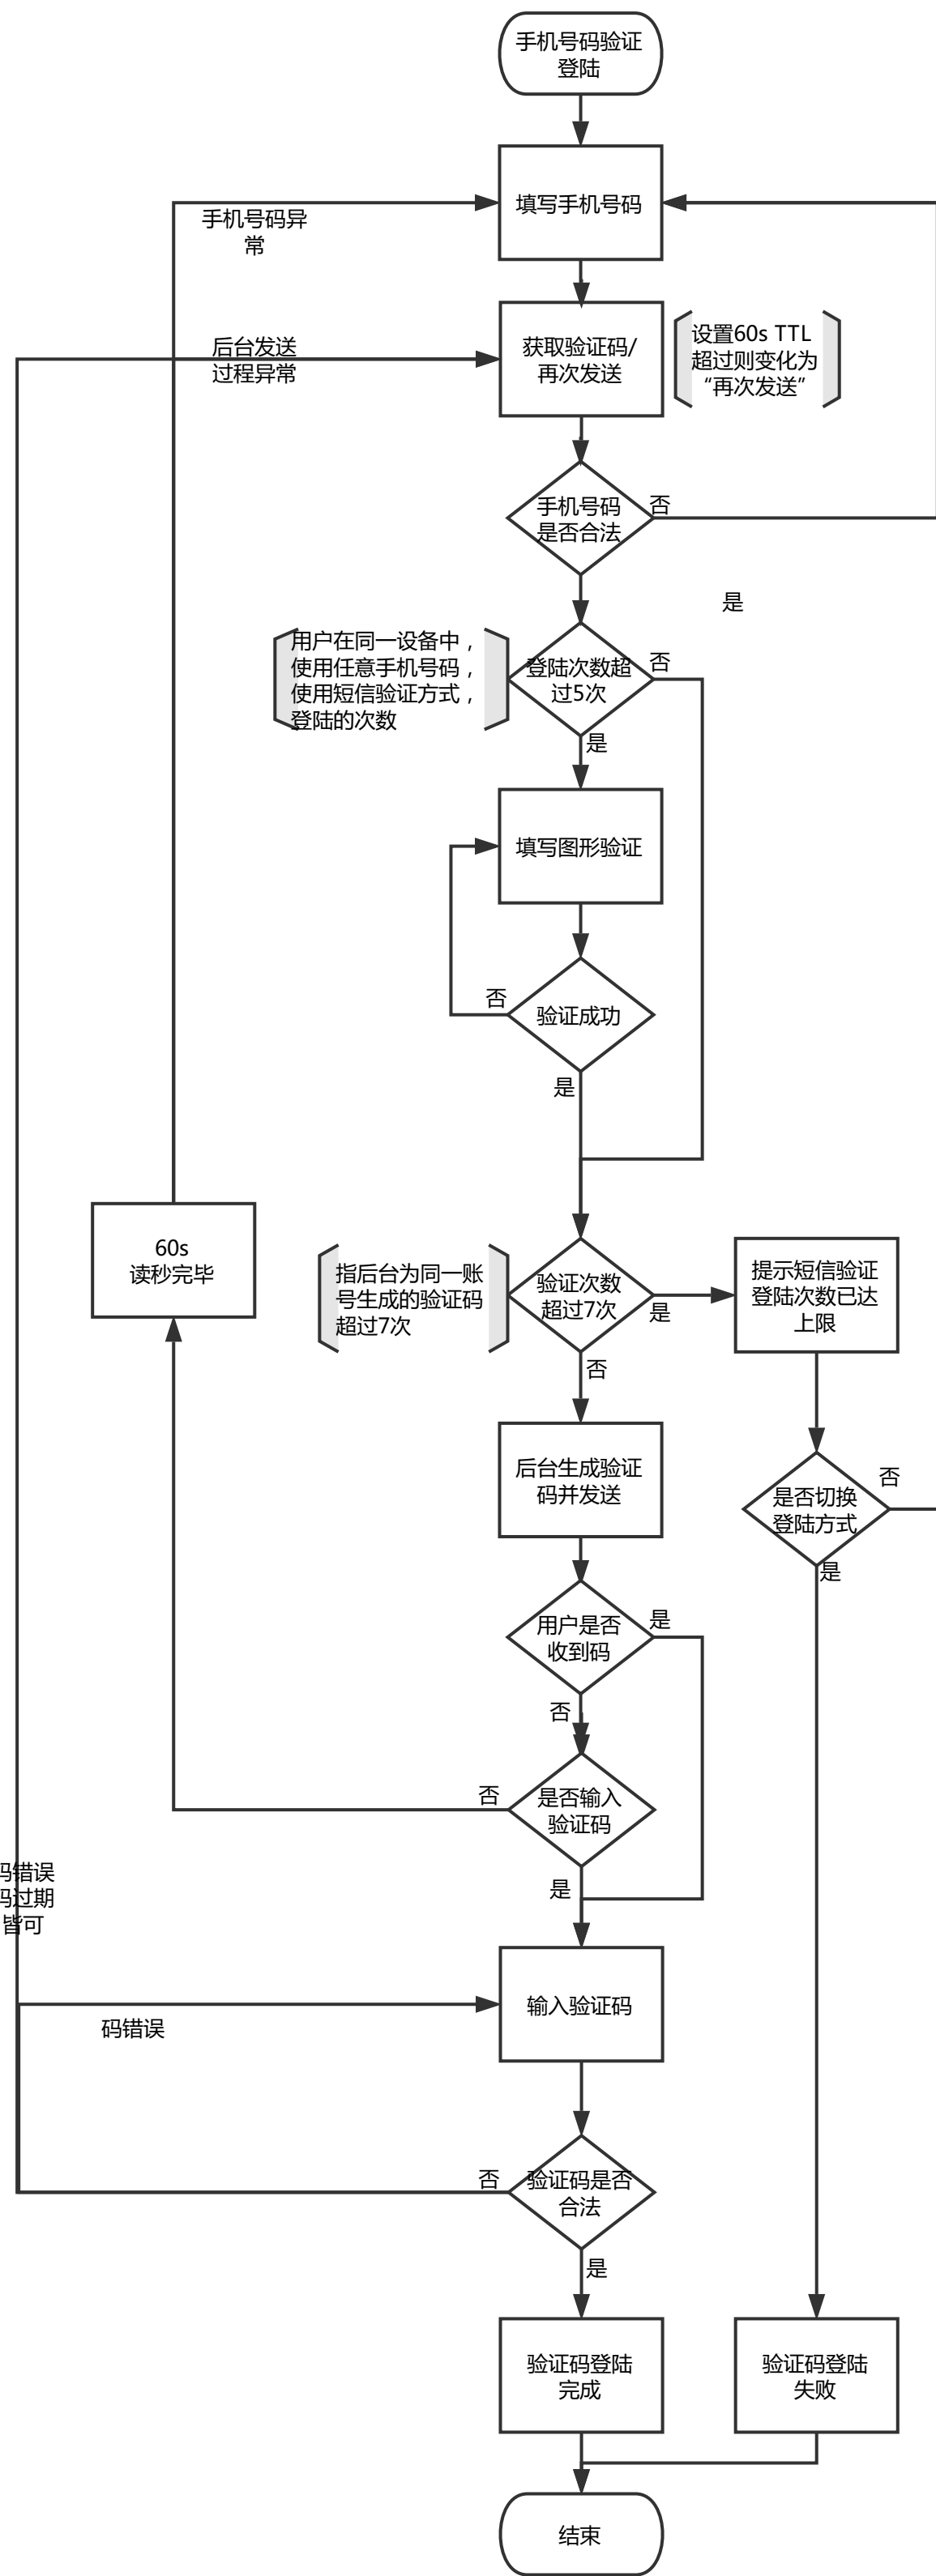 手机号码验证
登陆
填写手机号码
手机号码异
常
获取验证码/
再次发送
设置60s TTL
超过则变化为
“再次发送”
后台发送
过程异常
手机号码
是否合法
否
是
用户在同一设备中，
使用任意手机号码，
使用短信验证方式，
登陆的次数
登陆次数超
过5次
否
是
填写图形验证
验证成功
否
是
60s
读秒完毕
指后台为同一账
号生成的验证码
超过7次
验证次数
超过7次
是
否
提示短信验证
登陆次数已达
上限
后台生成验证
码并发送
是否切换
登陆方式
否
是
用户是否
收到码
是
否
是否输入
验证码
否
是
码错误
码过期
皆可
输入验证码
码错误
验证码是否
合法
否
是
验证码登陆
完成
验证码登陆
失败
结束